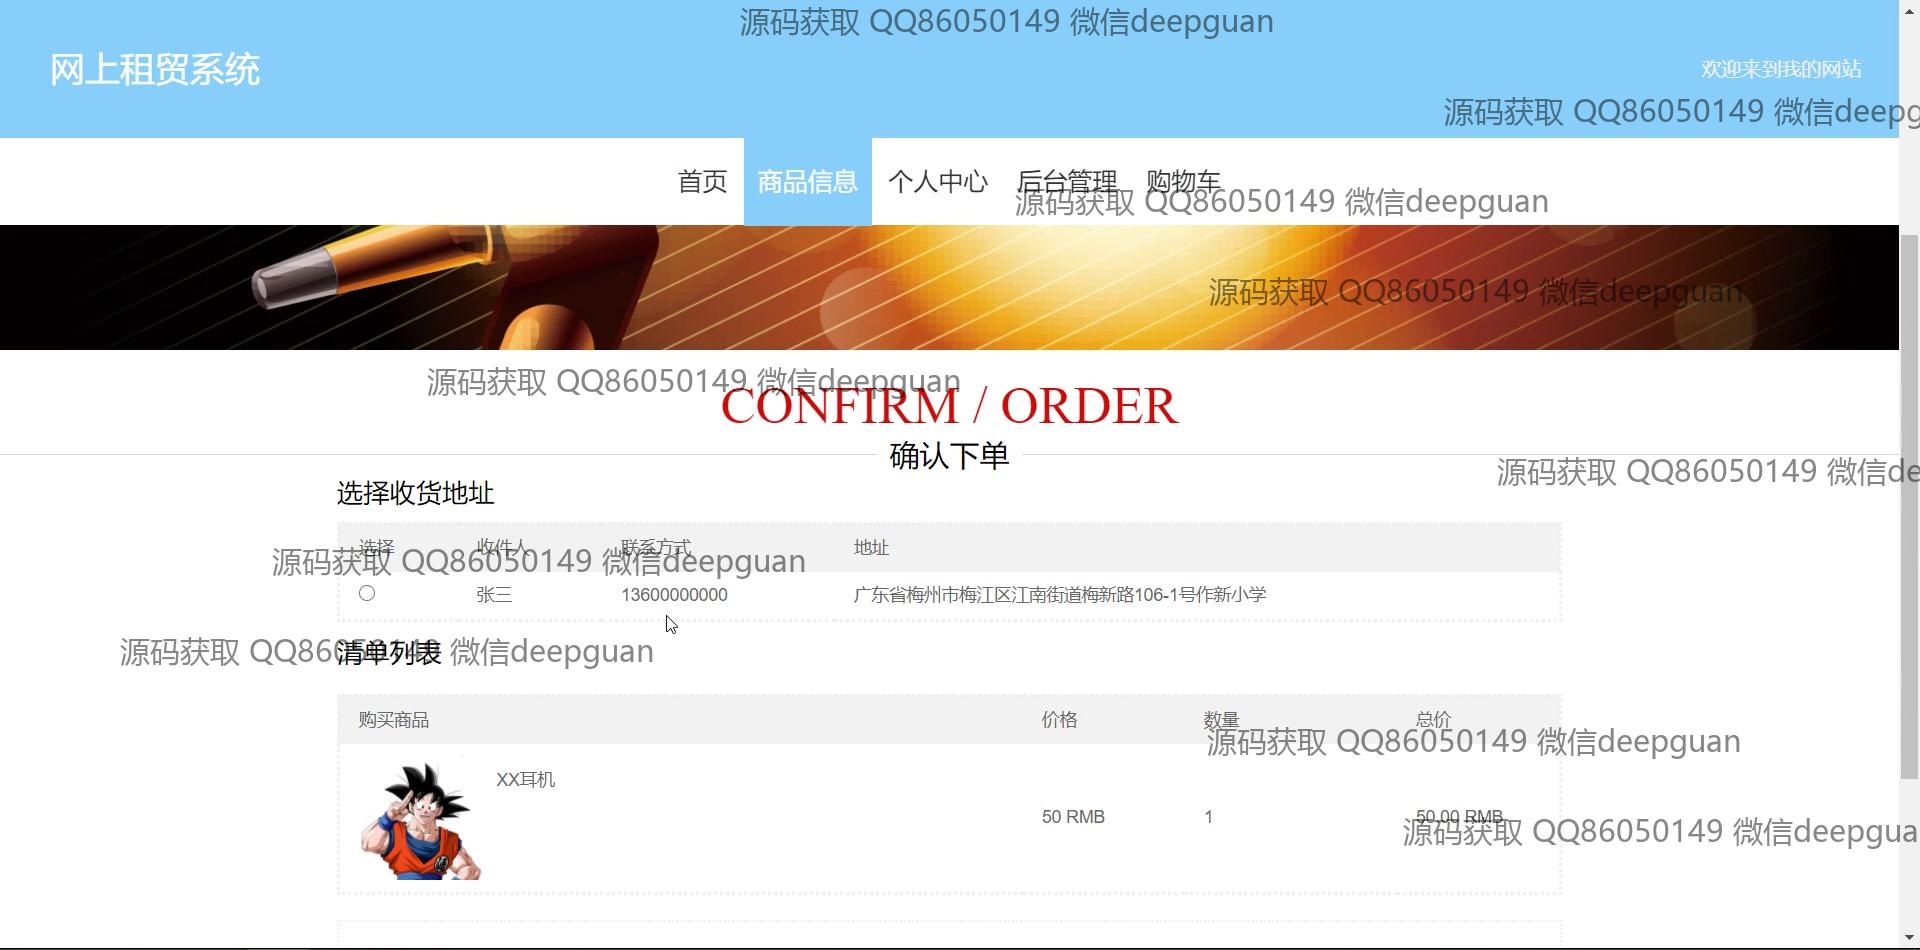 源码获取 QQ86050149 微信deepguan
网上租贸系统
欢迎来到我的网站
源码获取 QQ86050149 微信deepg
首页 商品信息 个人中心 后台管理 购物车
源码获取 QQ86050149 微信deepguan
源码获取 QQ86050149 微信deepguan
源码获取 QQ86050149 微信deepguan
CONFIRM / ORDER
确认下单
源码获取 QQ86050149 微信de
选择收货地址
选择 收件人 联系方式 地址
源码获取 QQ86050149 微信deepguan
张三 13600000000 广东省梅州市梅江区江南街道梅新路106-1号作新小学
源码获取 QQ86050149 微信deepguan
清单列表
购买商品 价格 数量 总价
源码获取 QQ86050149 微信deepguan
XX耳机
50 RMB 1 50.00 RMB
源码获取 QQ86050149 微信deepgua